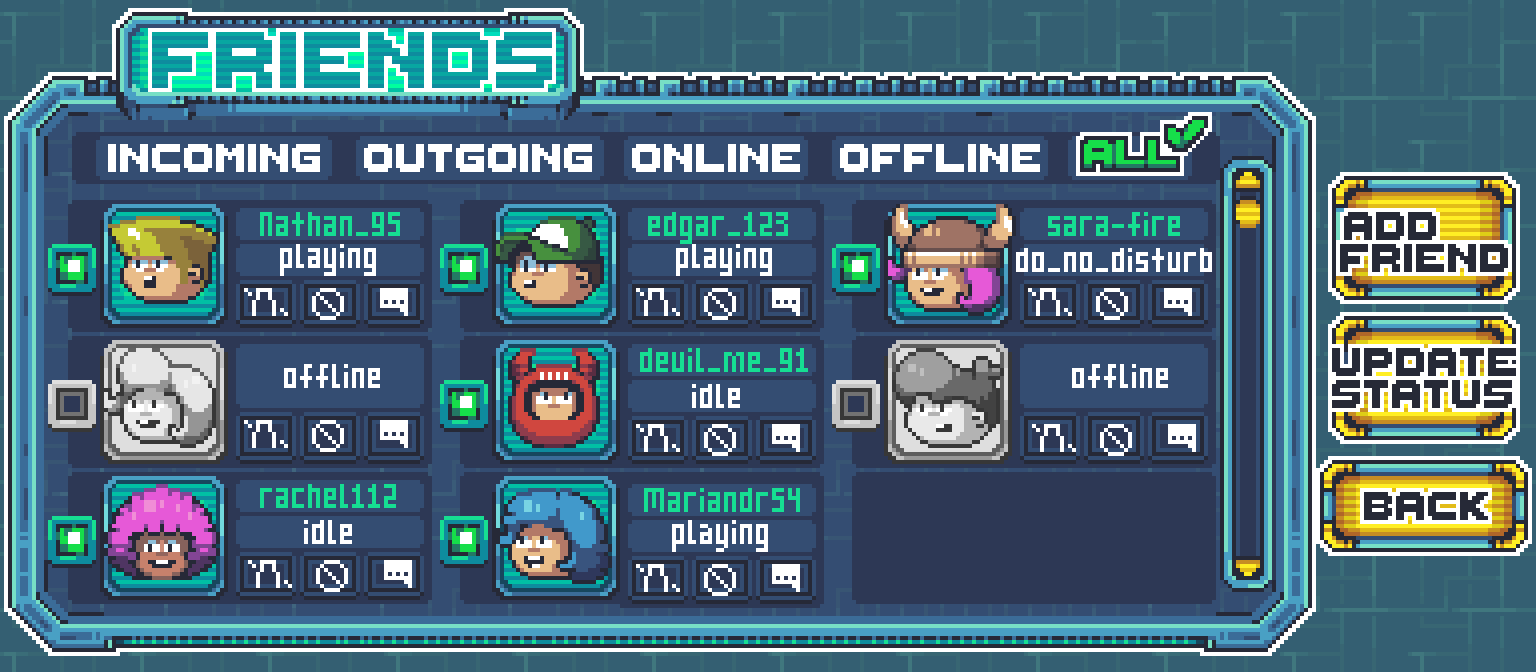 FRIENDS
INCOMING OUTGOING ONLINE OFFLINE ALL
Nathan_95
playing
edgar_123
playing
sara-fire
do_no_disturb
offline
devil_me_91
idle
offline
rachel112
idle
Mariandr54
playing
ADD
FRIEND
UPDATE
STATUS
BACK